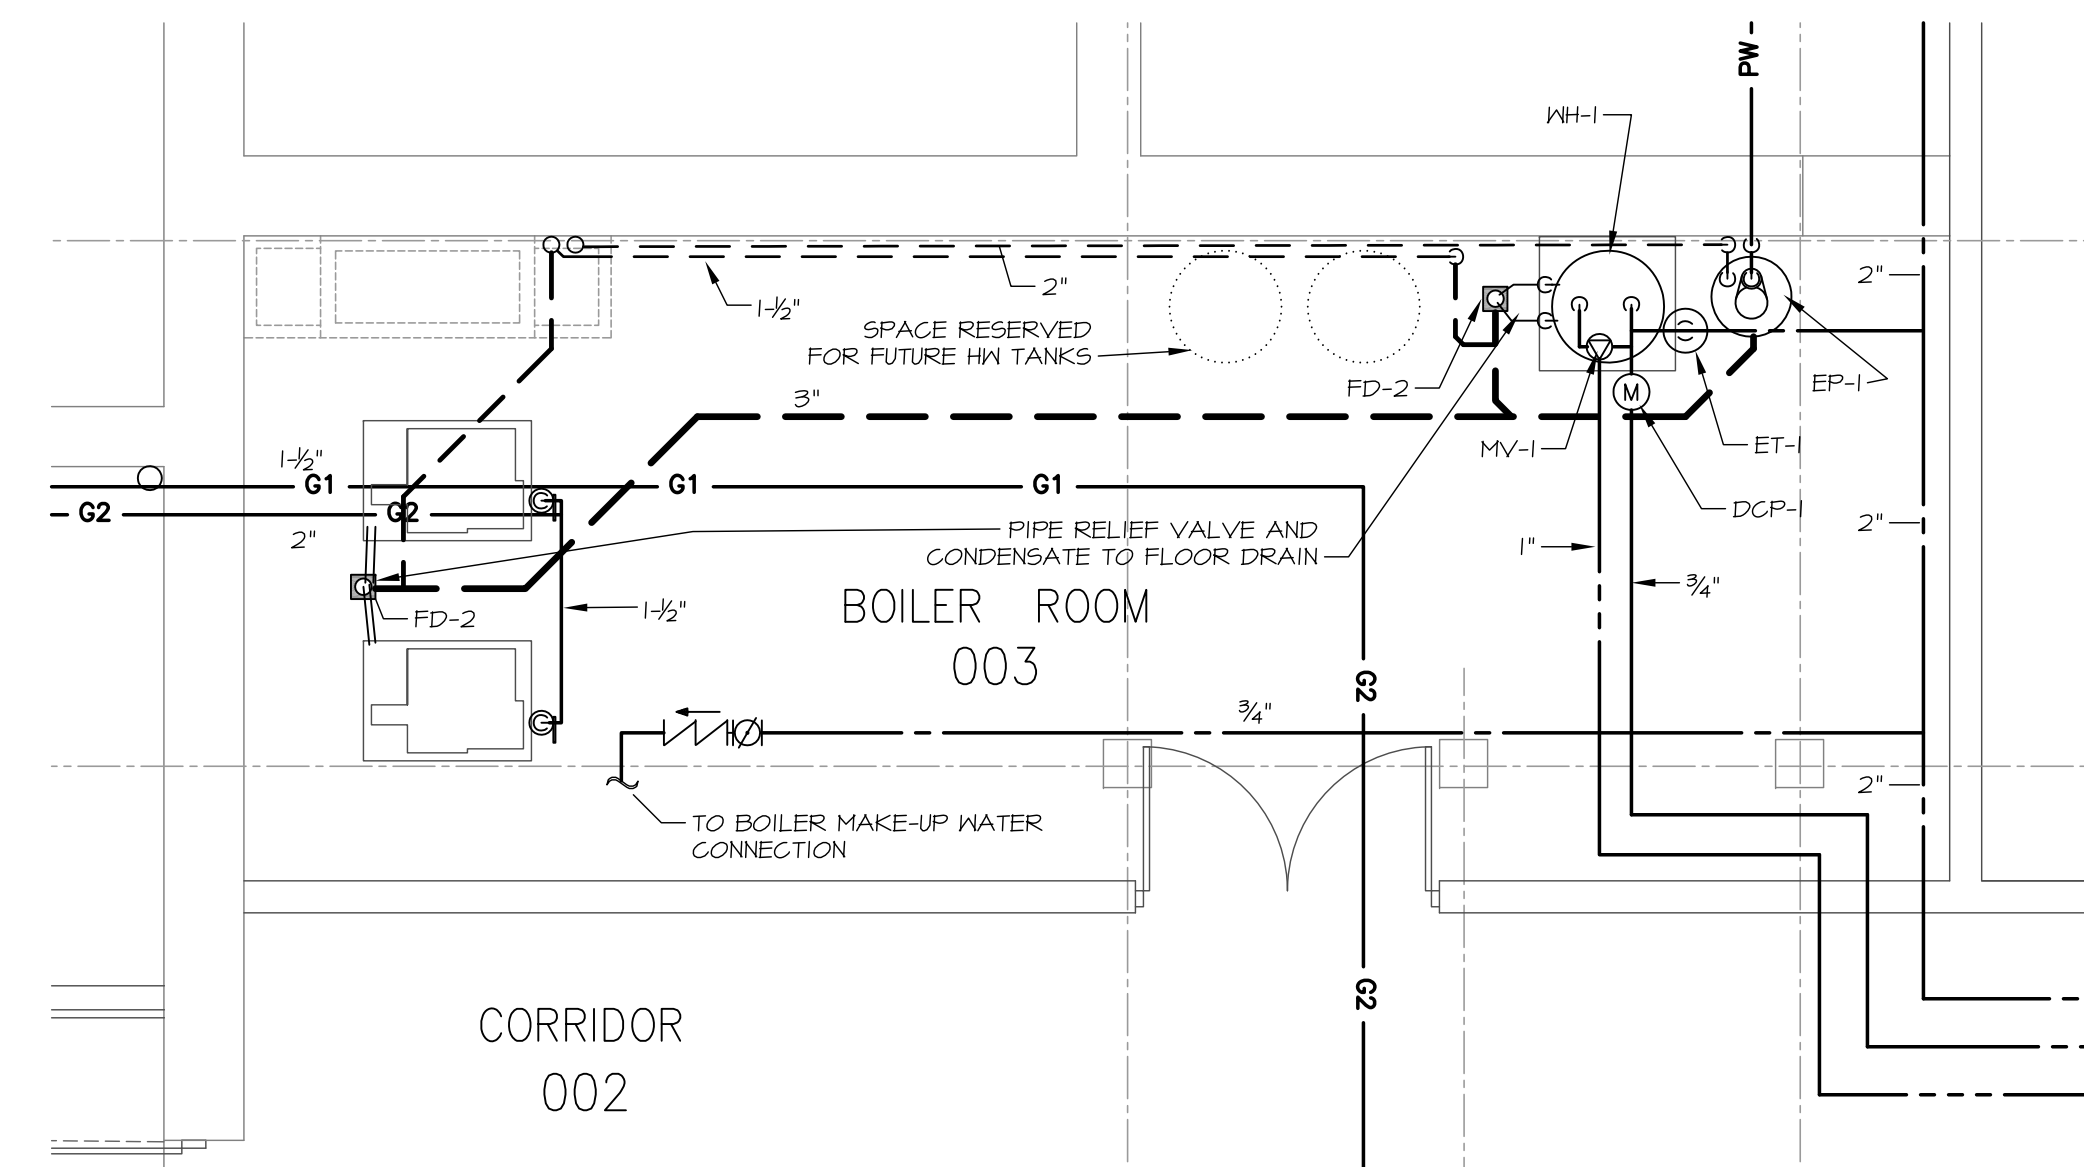 PW
WH-1
2"
2"
1-½"
SPACE RESERVED
FOR FUTURE HW TANKS
FD-2
EP-1
3"
M
MV-1
ET-1
1-½"
G1
G1
G1
G2
G2
DCP-1
2"
2"
PIPE RELIEF VALVE AND
CONDENSATE TO FLOOR DRAIN
1"
¾"
FD-2
1-½"
BOILER ROOM
003
G2
¾"
2"
TO BOILER MAKE-UP WATER
CONNECTION
G2
CORRIDOR
002